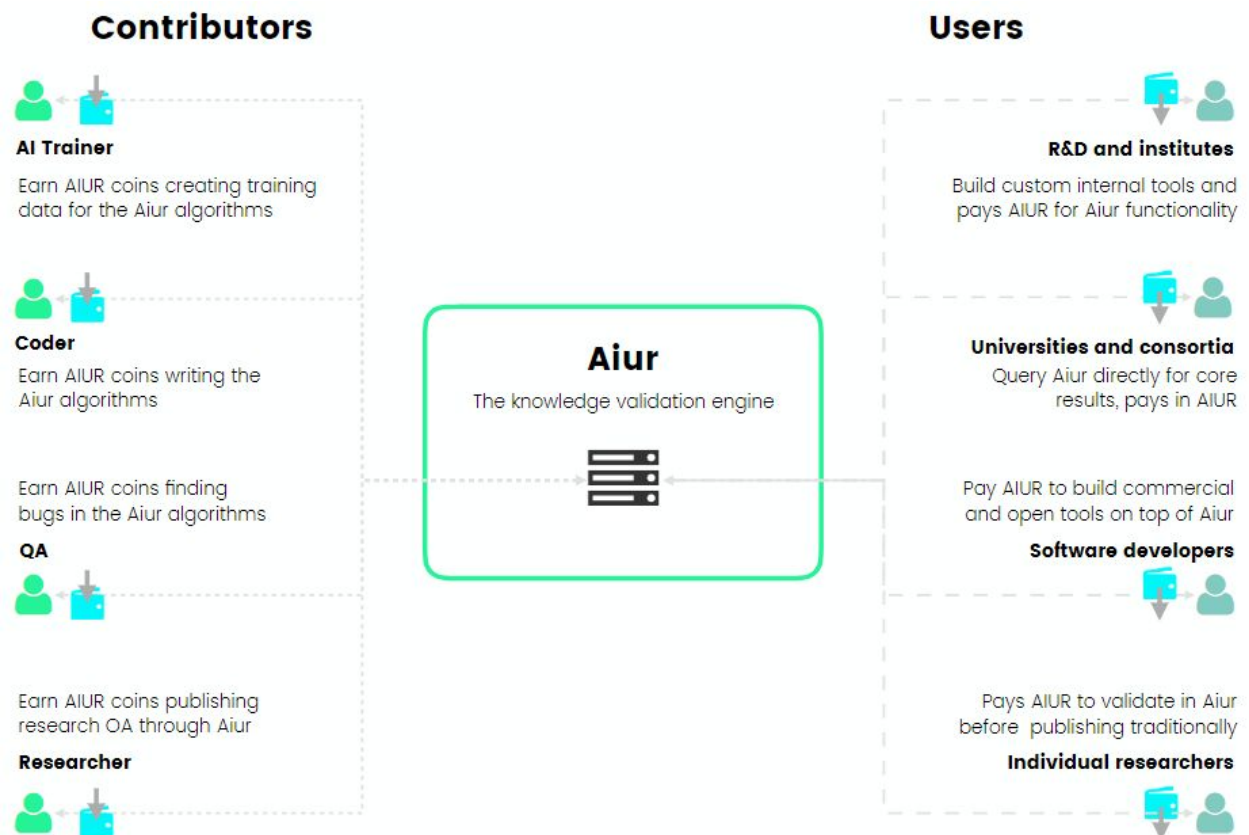 Contributors
AI Trainer
Earn AIUR coins creating training
data for the Aiur algorithms
Coder
Earn AIUR coins writing the
Aiur algorithms
Earn AIUR coins finding
bugs in the Aiur algorithms
QA
Earn AIUR coins publishing
research OA through Aiur
Researcher
Aiur
The knowledge validation engine
Users
R&D and institutes
Build custom internal tools and
pays AIUR for Aiur functionality
Universities and consortia
Query Aiur directly for core
results, pays in AIUR
Pay AIUR to build commercial
and open tools on top of Aiur
Software developers
Pays AIUR to validate in Aiur
before publishing traditionally
Individual researchers